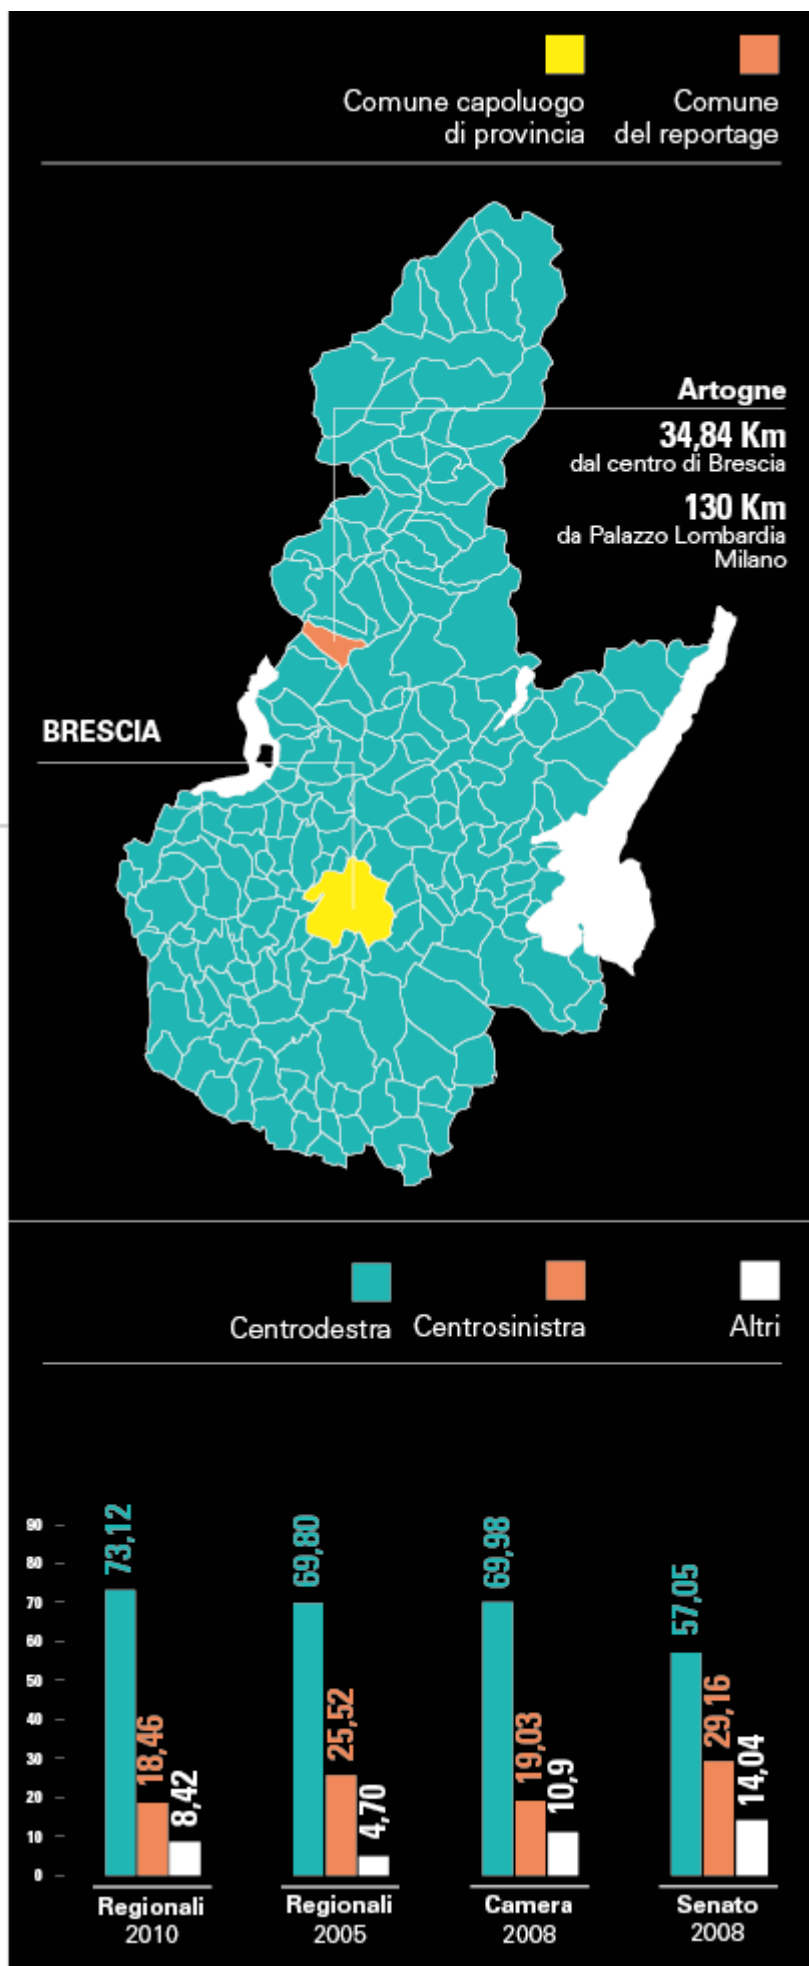 Comune capoluogo
di provincia
Comune
del reportage
Artogne
34,84 Km
dal centro di Brescia
130 Km
da Palazzo Lombardia
Milano
BRESCIA
Centrodestra
Centrosinistra
Altri
90
80
70
60
50
40
30
20
10
0
73,12
18,46
8,42
69,80
25,52
4,70
69,98
19,03
10,9
57,05
29,16
14,04
Regionali
2010
Regionali
2005
Camera
2008
Senato
2008